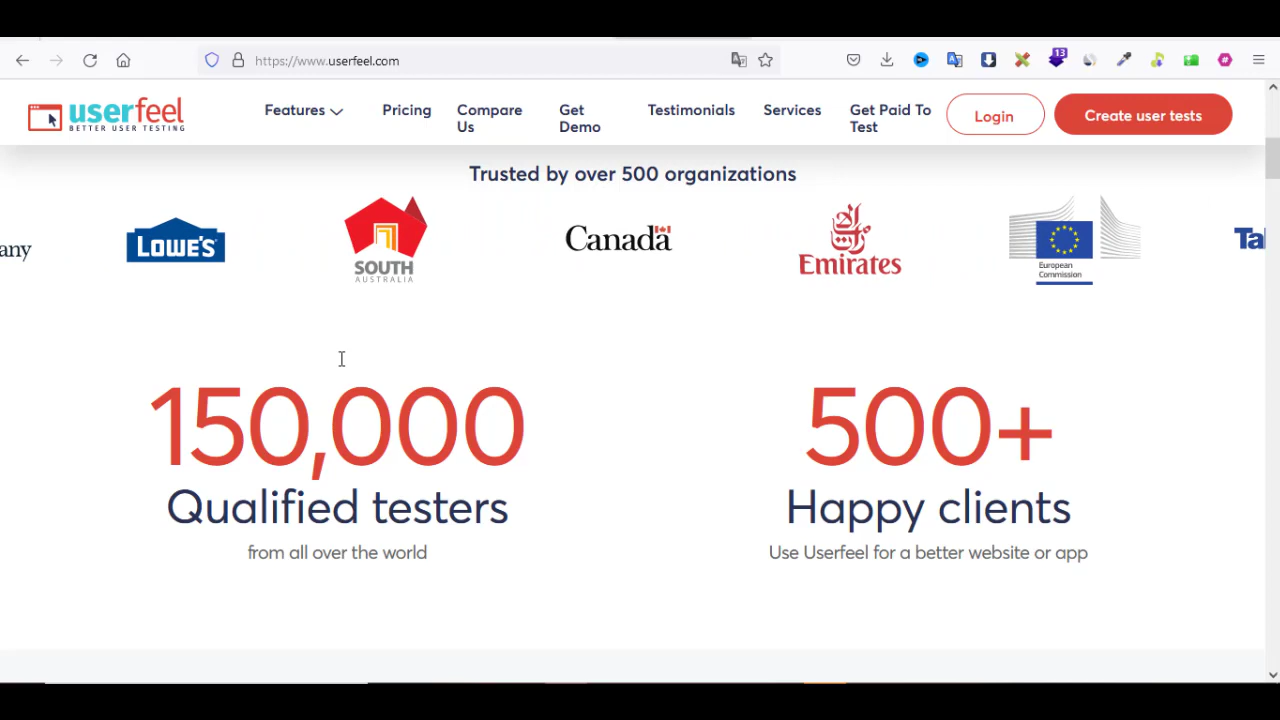 https://www.userfeel.com
13
userfeel
BETTER USER TESTING
Features
Pricing
Compare Us
Get Demo
Testimonials
Services
Get Paid To Test
Login
Create user tests
Trusted by over 500 organizations
any
LOWE'S
SOUTH
AUSTRALIA
Canada
Emirates
European
Commission
Ta
150,000
500+
Qualified testers
Happy clients
from all over the world
Use Userfeel for a better website or app